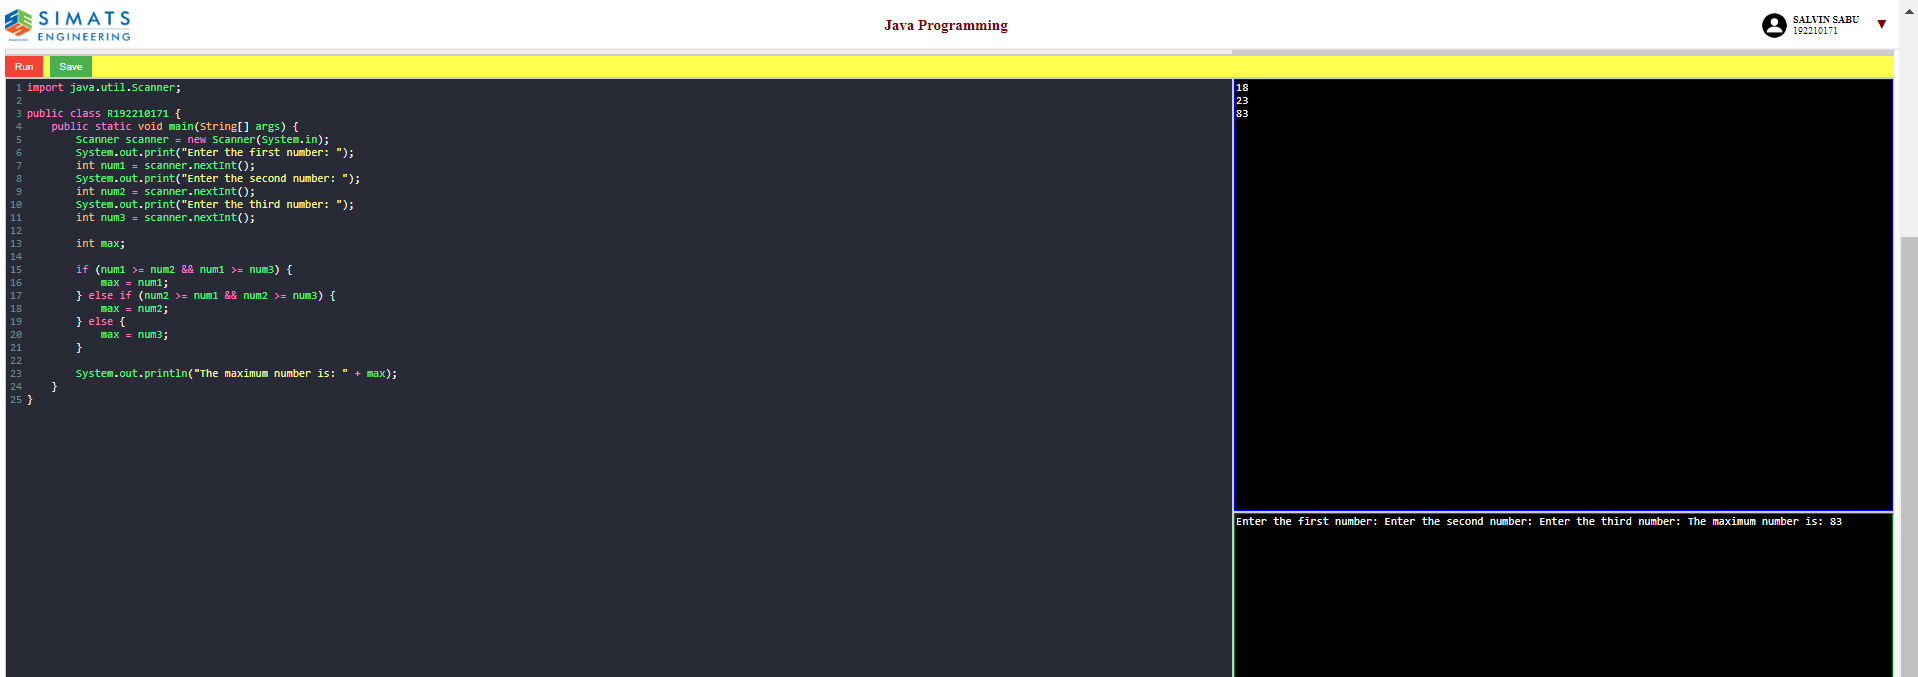 SIMATS
ENGINEERING
Java Programming
SALVIN SABU
192210171
Run
Save
1 import java.util.Scanner;
2
3 public class R192210171 {
4     public static void main(String[] args) {
5         Scanner scanner = new Scanner(System.in);
6         System.out.print("Enter the first number: ");
7         int num1 = scanner.nextInt();
8         System.out.print("Enter the second number: ");
9         int num2 = scanner.nextInt();
10         System.out.print("Enter the third number: ");
11         int num3 = scanner.nextInt();
12
13         int max;
14
15         if (num1 >= num2 && num1 >= num3) {
16             max = num1;
17         } else if (num2 >= num1 && num2 >= num3) {
18             max = num2;
19         } else {
20             max = num3;
21         }
22
23         System.out.println("The maximum number is: " + max);
24     }
25 }
18
23
83
Enter the first number: Enter the second number: Enter the third number: The maximum number is: 83